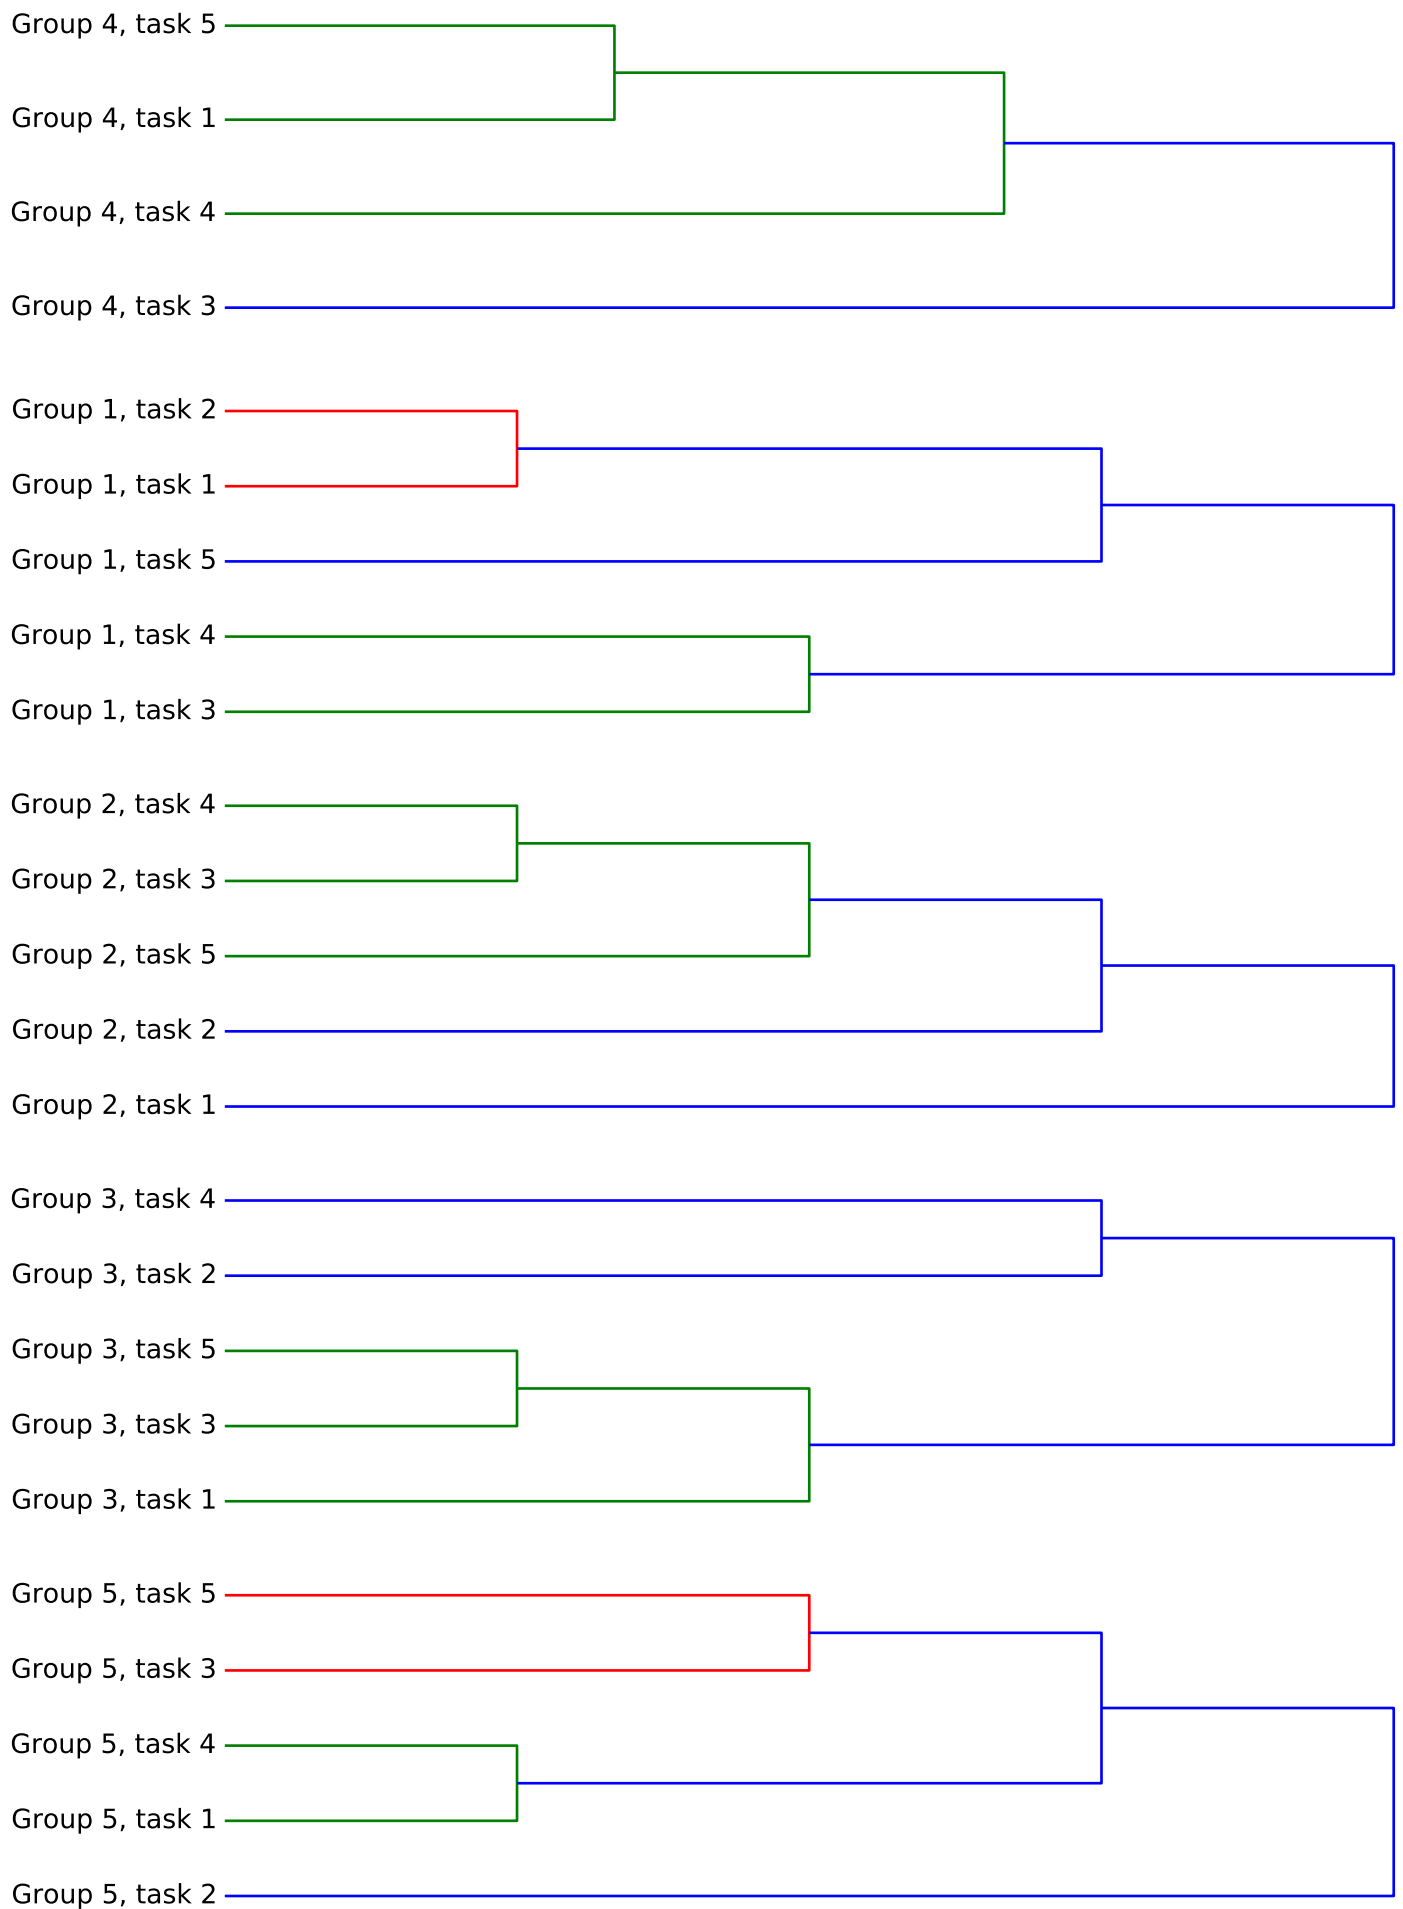 Group 4, task 5
Group 4, task 1
Group 4, task 4
Group 4, task 3
Group 1, task 2
Group 1, task 1
Group 1, task 5
Group 1, task 4
Group 1, task 3
Group 2, task 4
Group 2, task 3
Group 2, task 5
Group 2, task 2
Group 2, task 1
Group 3, task 4
Group 3, task 2
Group 3, task 5
Group 3, task 3
Group 3, task 1
Group 5, task 5
Group 5, task 3
Group 5, task 4
Group 5, task 1
Group 5, task 2